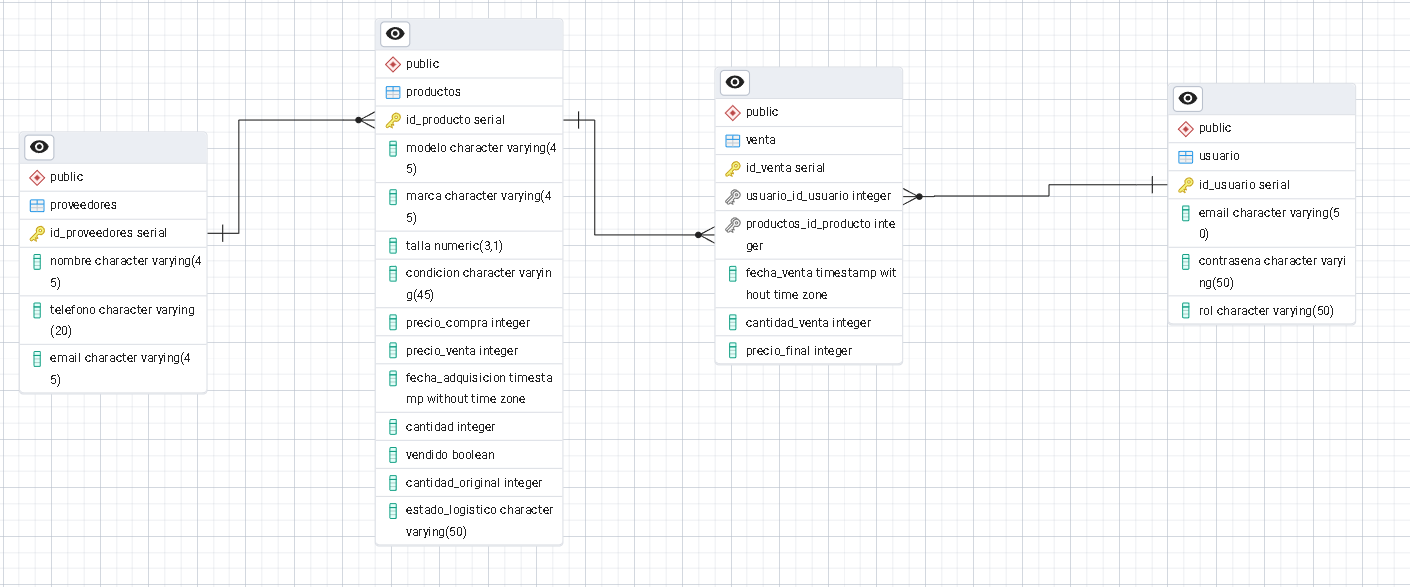 public
proveedores
id_proveedores serial
nombre character varying(4
5)
telefono character varying
(20)
email character varying(4
5)
public
productos
id_producto serial
modelo character varying(4
5)
marca character varying(4
5)
talla numeric(3,1)
condicion character varyin
g(45)
precio_compra integer
precio_venta integer
fecha_adquisicion timesta
mp without time zone
cantidad integer
vendido boolean
cantidad_original integer
estado_logistico character
varying(50)
public
venta
id_venta serial
usuario_id_usuario integer
productos_id_producto inte
ger
fecha_venta timestamp wit
hout time zone
cantidad_venta integer
precio_final integer
public
usuario
id_usuario serial
email character varying(5
0)
contrasena character varyi
ng(50)
rol character varying(50)